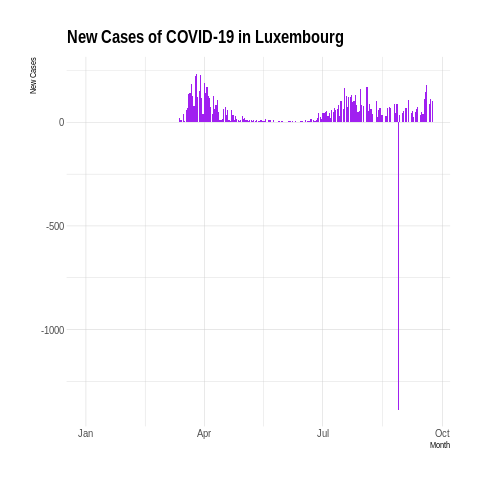 New Cases of COVID-19 in Luxembourg
New Cases
0
-500
-1000
Jan
Apr
Jul
Oct
Month